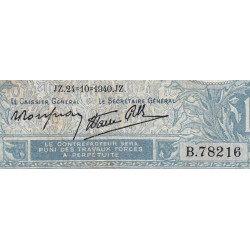 JZ.24-10=1940.JZ
LE CAISSIER GÉNÉRAL LE SECRÉTAIRE GÉNÉRAL
LE CONTREFACTEUR SERA
PUNI DES TRAVAUX FORCÉS
À PERPÉTUITÉ
B.78216